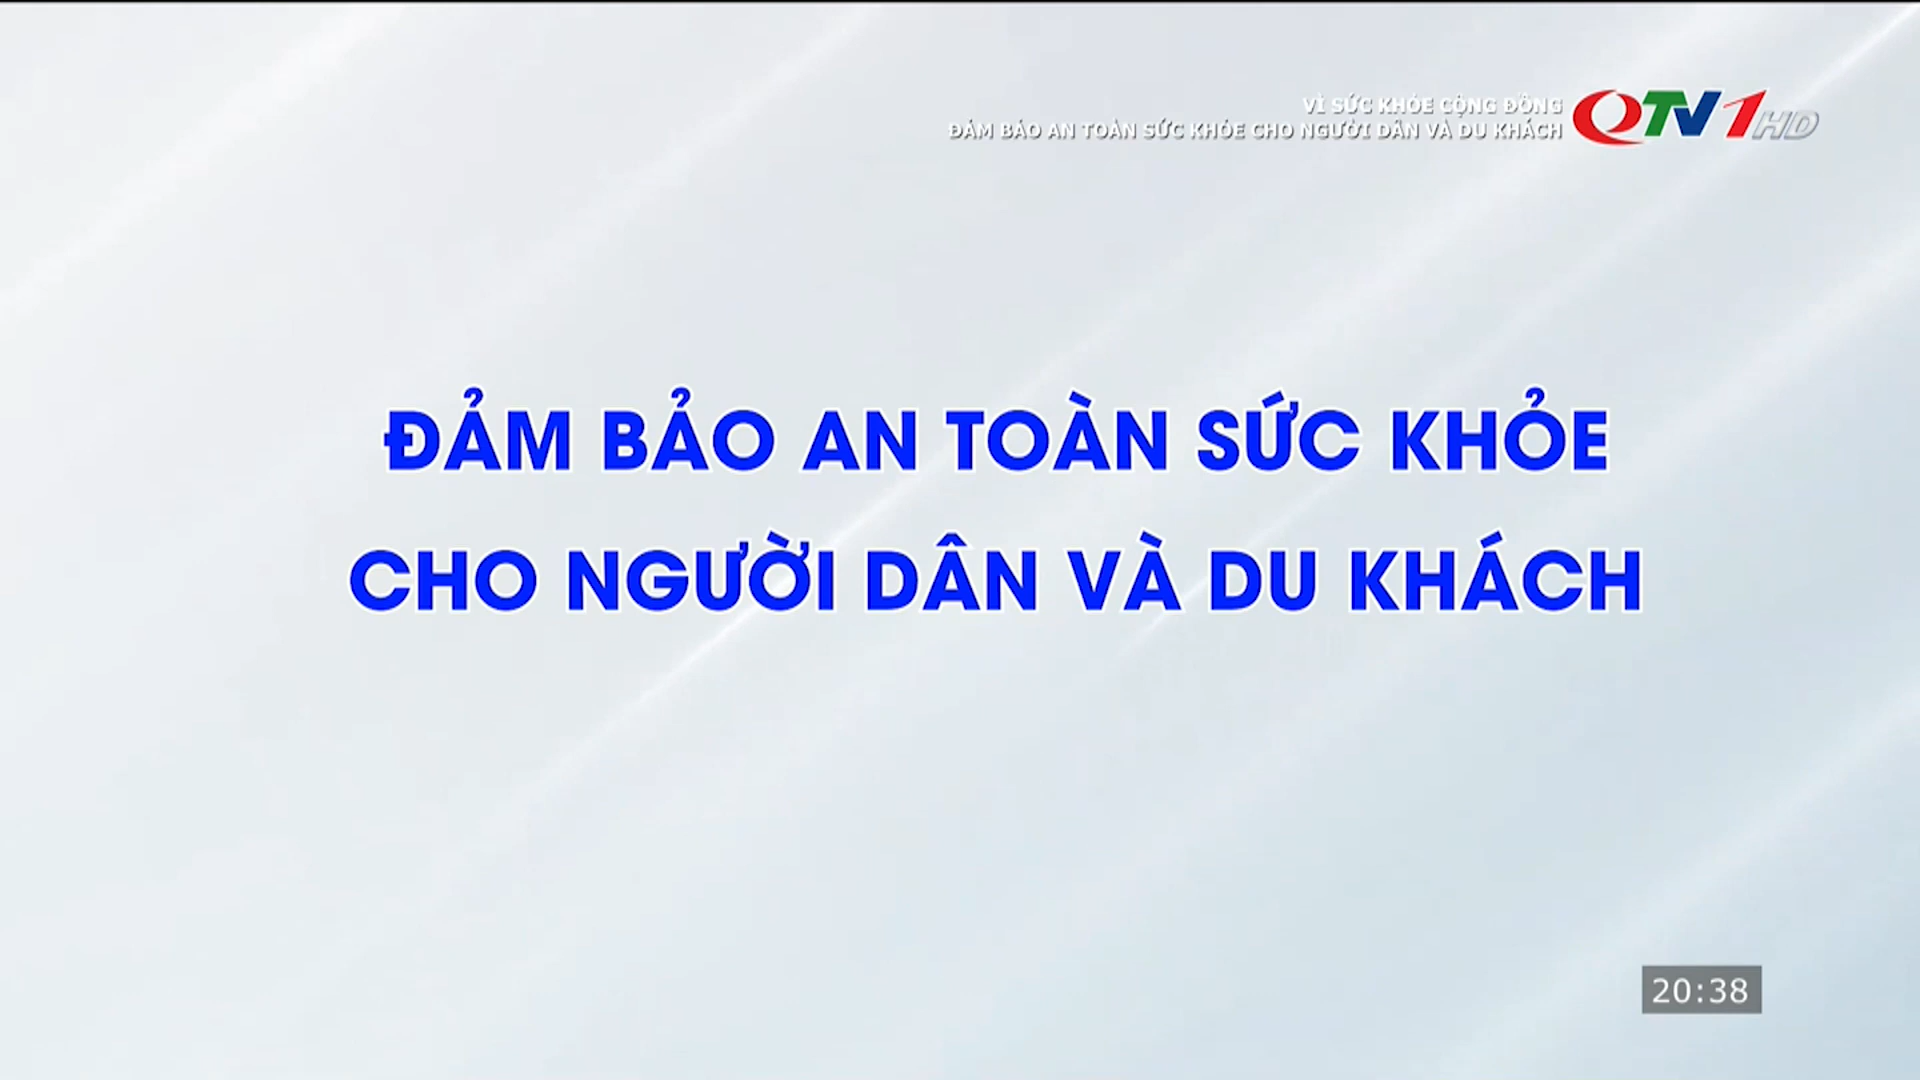 VÌ SỨC KHỎE CỘNG ĐỒNG
ĐẢM BẢO AN TOÀN SỨC KHỎE CHO NGƯỜI DÂN VÀ DU KHÁCH
QTV1HD
ĐẢM BẢO AN TOÀN SỨC KHỎE
CHO NGƯỜI DÂN VÀ DU KHÁCH
20:38